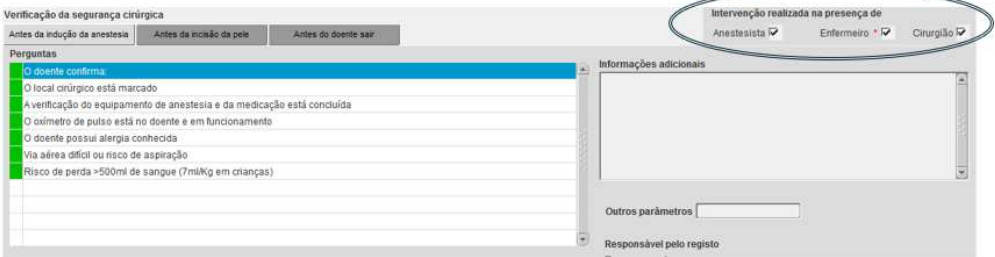 Verificação da segurança cirúrgica
Intervenção realizada na presença de
Antes da indução da anestesia Antes da incisão da pele Antes do doente sair
Anestesista Enfermeiro * Cirurgião
Perguntas
O doente confirma:
O local cirúrgico está marcado
A verificação do equipamento de anestesia e da medicação está concluída
O oxímetro de pulso está no doente e em funcionamento
O doente possui alergia conhecida
Via aérea difícil ou risco de aspiração
Risco de perda >500ml de sangue (7ml/Kg em crianças)
Informações adicionais
Outros parâmetros
Responsável pelo registo